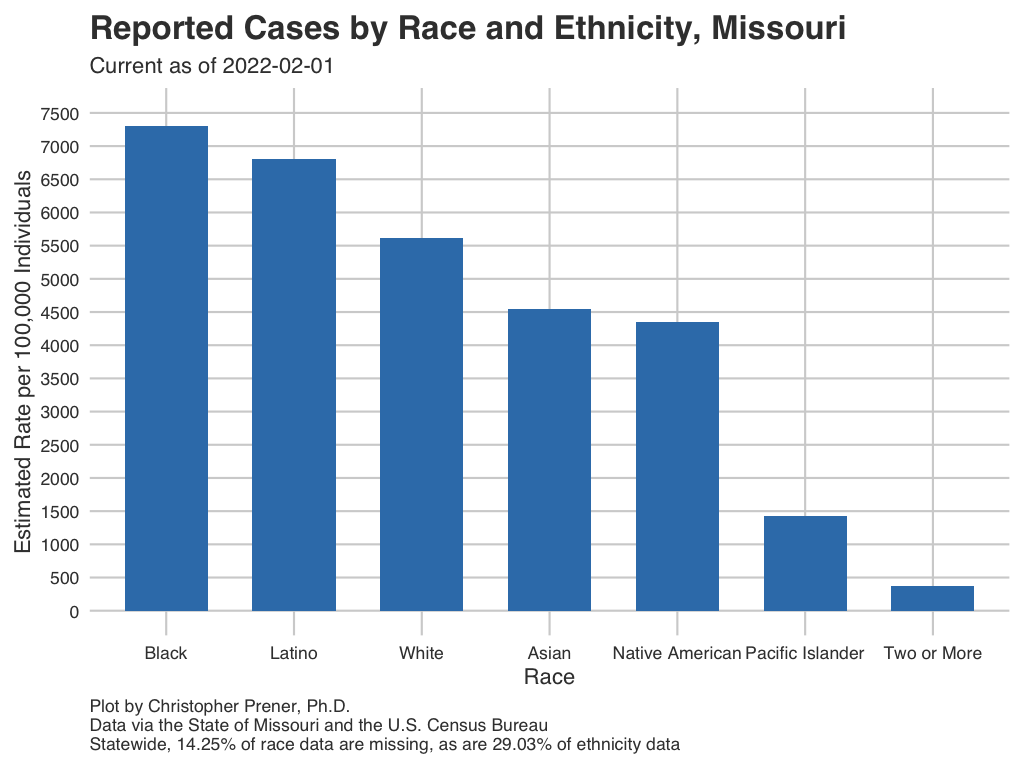 Reported Cases by Race and Ethnicity, Missouri
Current as of 2022-02-01
Estimated Rate per 100,000 Individuals
7500
7000
6500
6000
5500
5000
4500
4000
3500
3000
2500
2000
1500
1000
500
0
Black Latino White Asian Native American Pacific Islander Two or More
Race
Plot by Christopher Prener, Ph.D.
Data via the State of Missouri and the U.S. Census Bureau
Statewide, 14.25% of race data are missing, as are 29.03% of ethnicity data